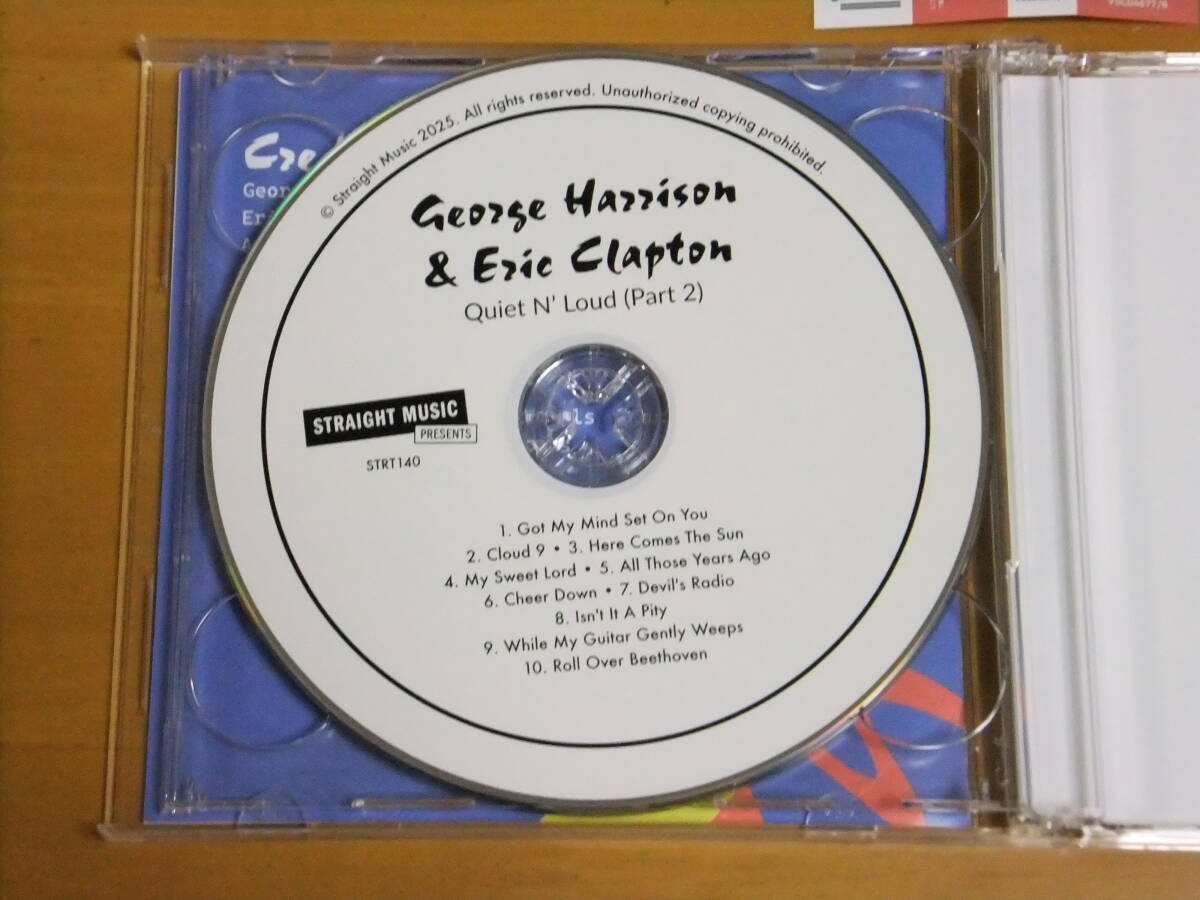 © Straight Music 2025. All rights reserved. Unauthorized copying prohibited.
George Harrison
& Eric Clapton
Quiet N' Loud (Part 2)
STRAIGHT MUSIC
PRESENTS
STRT140
1. Got My Mind Set On You
2. Cloud 9 • 3. Here Comes The Sun
4. My Sweet Lord • 5. All Those Years Ago
6. Cheer Down • 7. Devil's Radio
8. Isn't It A Pity
9. While My Guitar Gently Weeps
10. Roll Over Beethoven